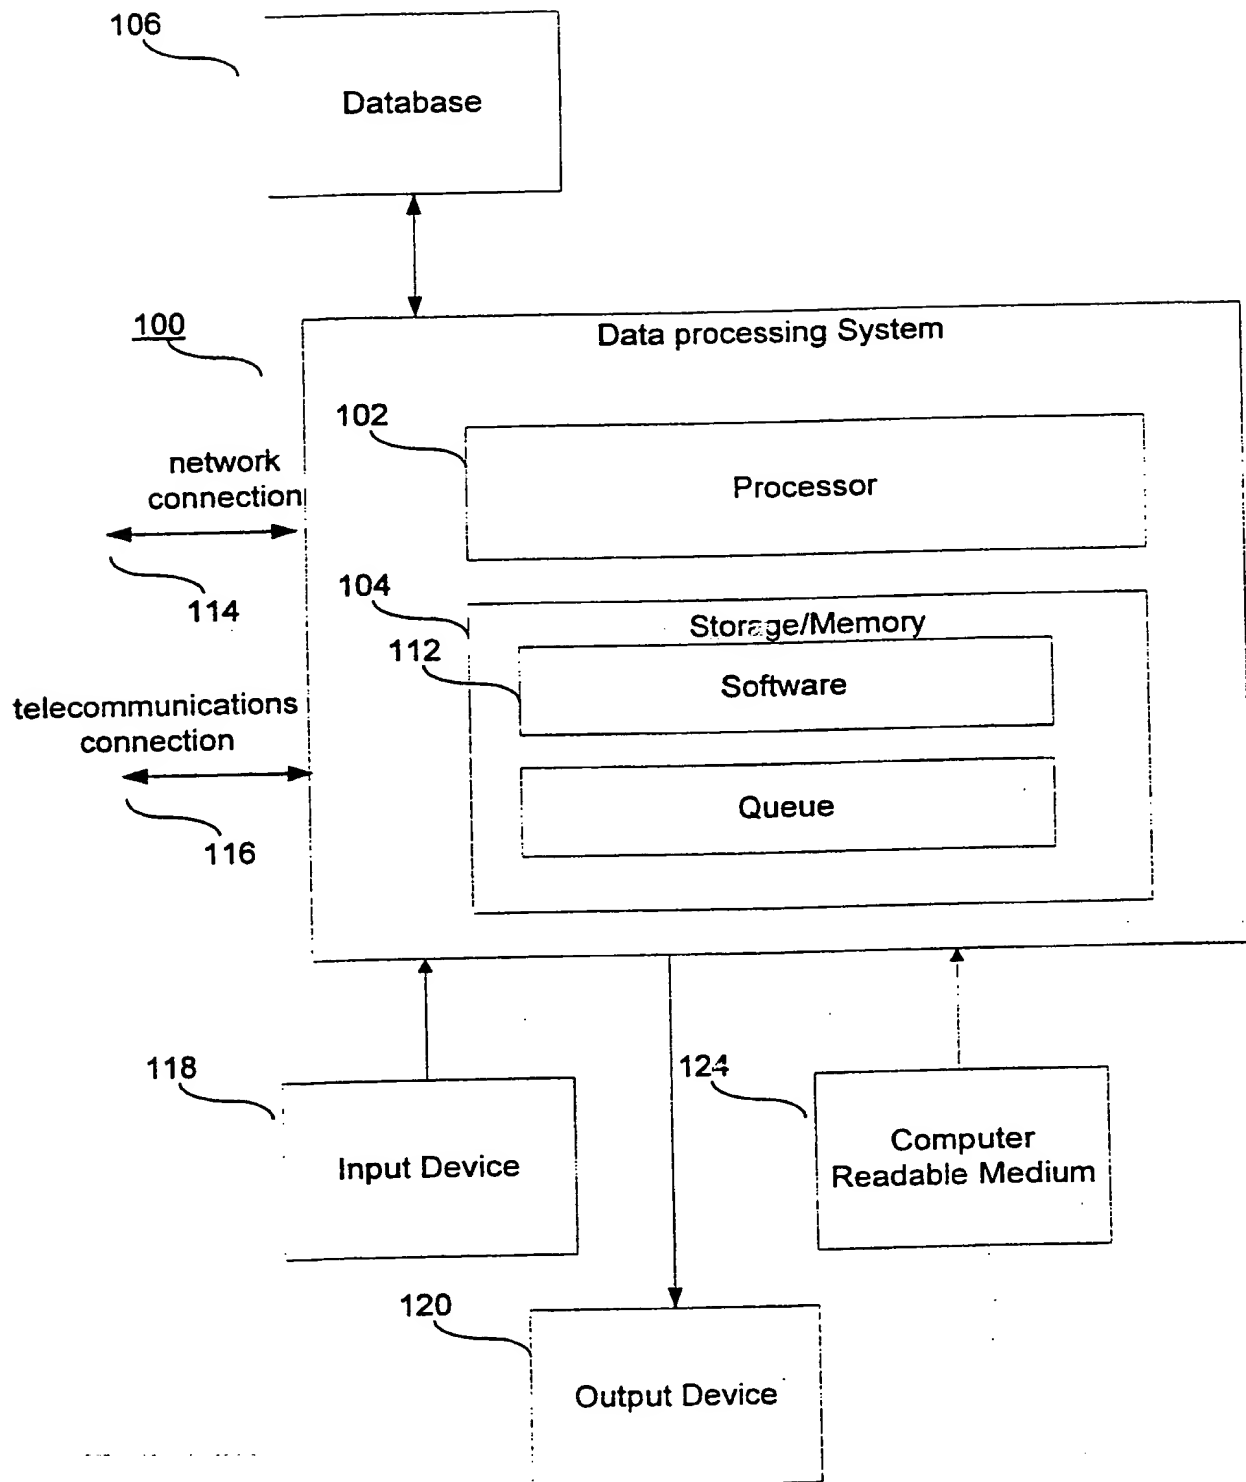 106
Database
100
Data processing System
102
Processor
network
connection
114
104
Storage/Memory
112
Software
telecommunications
connection
116
Queue
118
Input Device
124
Computer
Readable Medium
120
Output Device